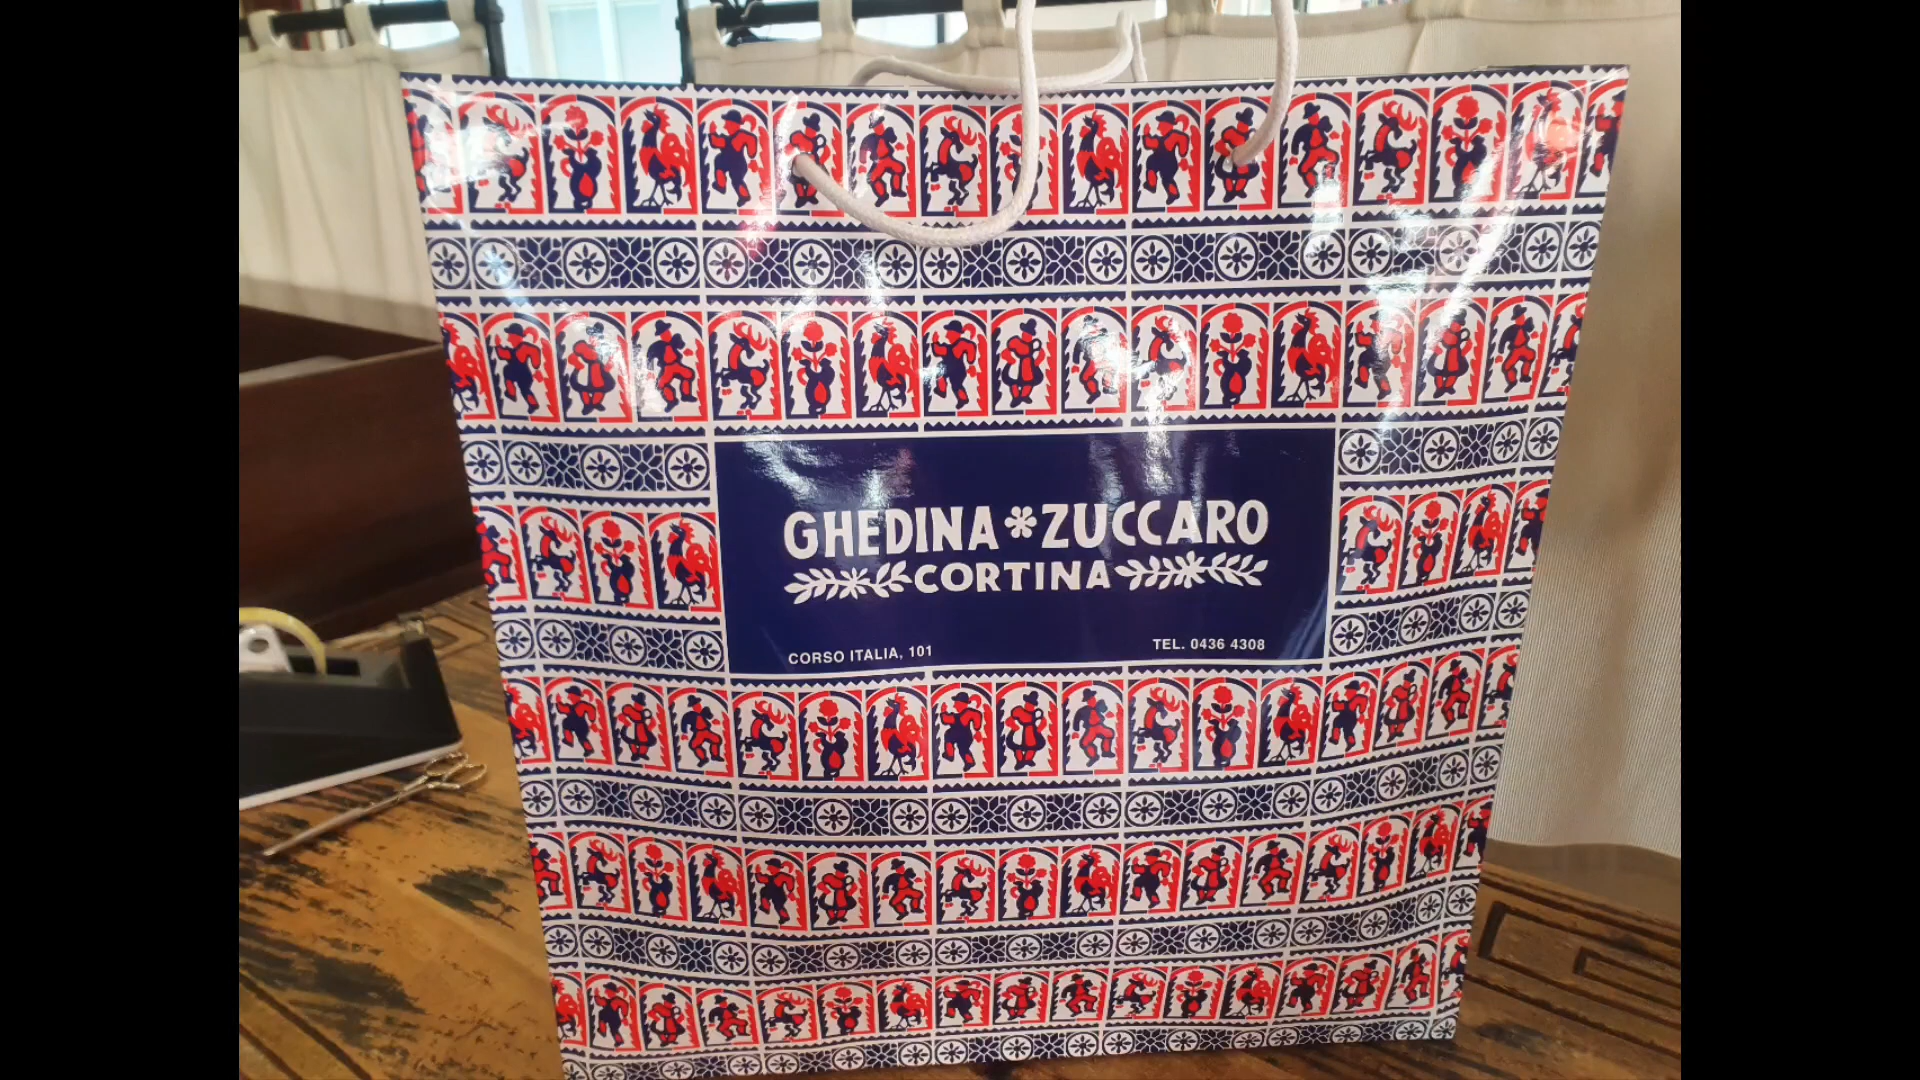 GHEDINA*ZUCCARO
CORTINA
CORSO ITALIA, 101
TEL. 0436 4308